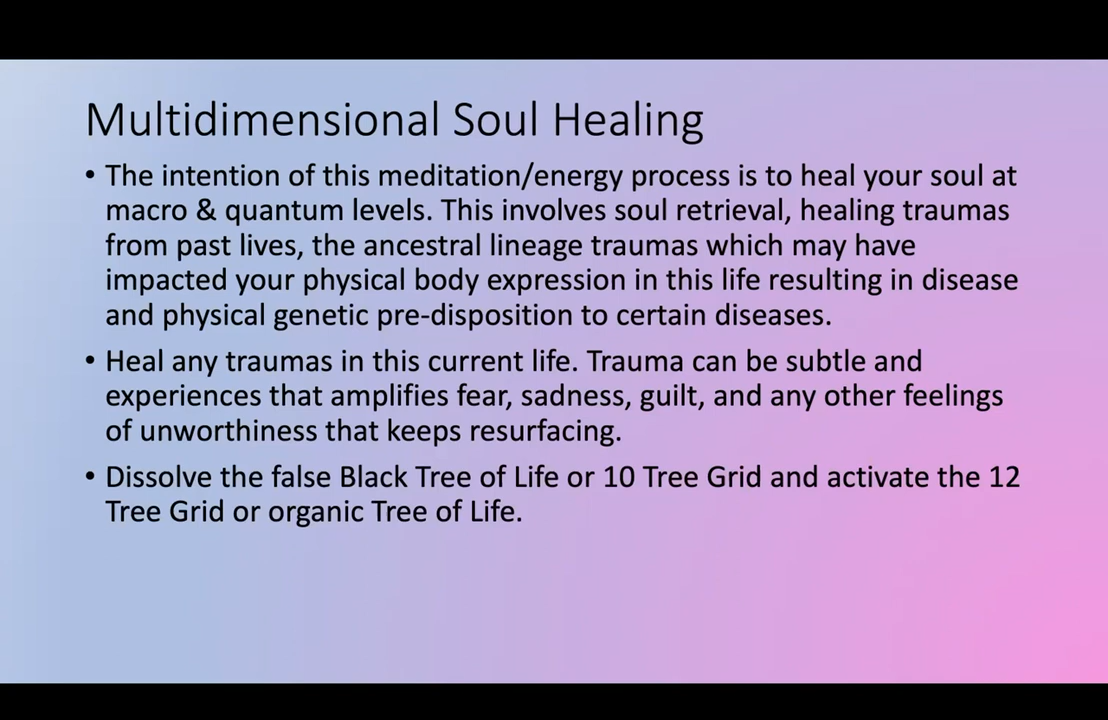 Multidimensional Soul Healing
• The intention of this meditation/energy process is to heal your soul at
macro & quantum levels. This involves soul retrieval, healing traumas
from past lives, the ancestral lineage traumas which may have
impacted your physical body expression in this life resulting in disease
and physical genetic pre-disposition to certain diseases.
• Heal any traumas in this current life. Trauma can be subtle and
experiences that amplifies fear, sadness, guilt, and any other feelings
of unworthiness that keeps resurfacing.
• Dissolve the false Black Tree of Life or 10 Tree Grid and activate the 12
Tree Grid or organic Tree of Life.